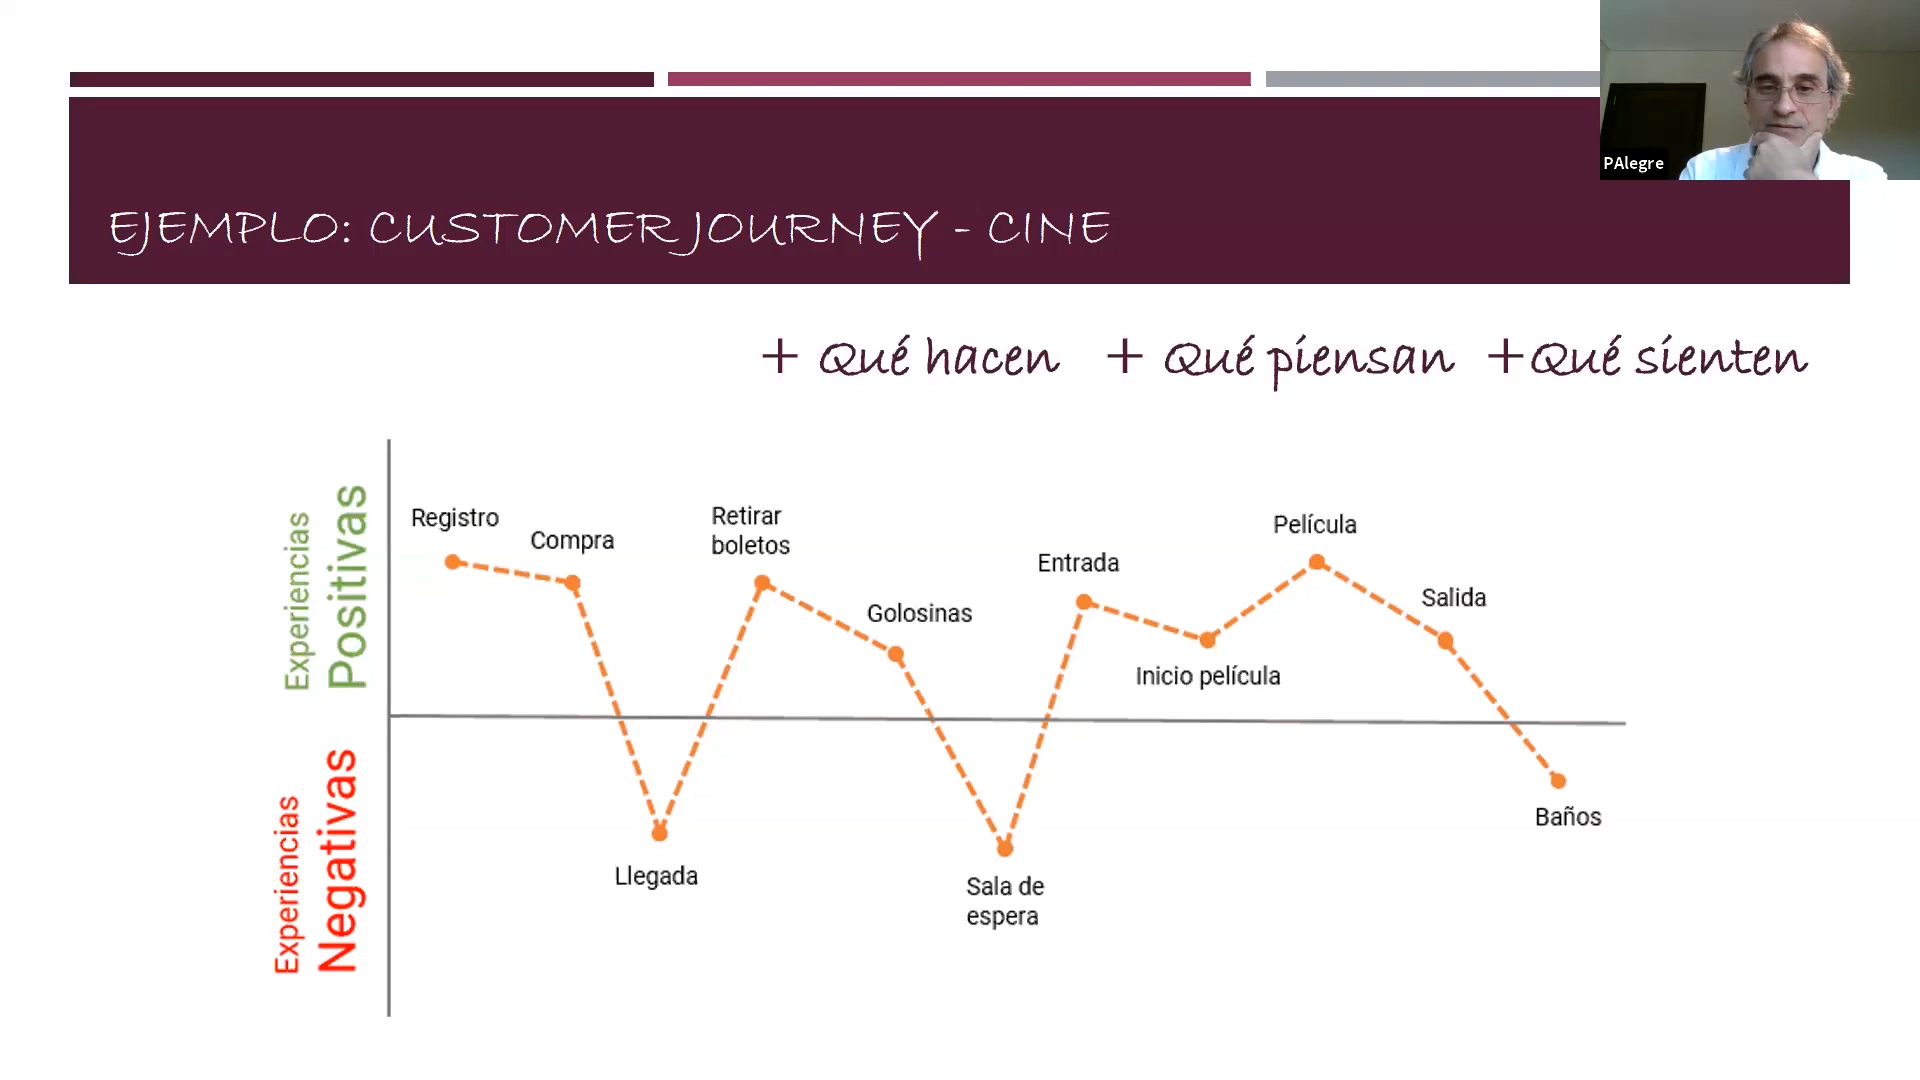 PAlegre
EJEMPLO: CUSTOMER JOURNEY - CINE
+ Qué hacen + Qué piensan +Qué sienten
Experiencias
Positivas
Experiencias
Negativas
Registro
Compra
Llegada
Retirar
boletos
Golosinas
Sala de
espera
Entrada
Inicio película
Película
Salida
Baños